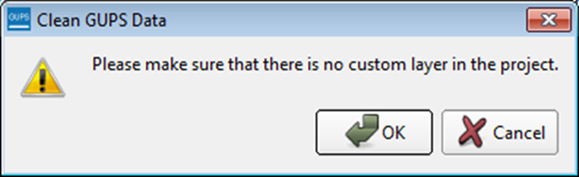 GUPS Clean GUPS Data
Please make sure that there is no custom layer in the project.
OK Cancel